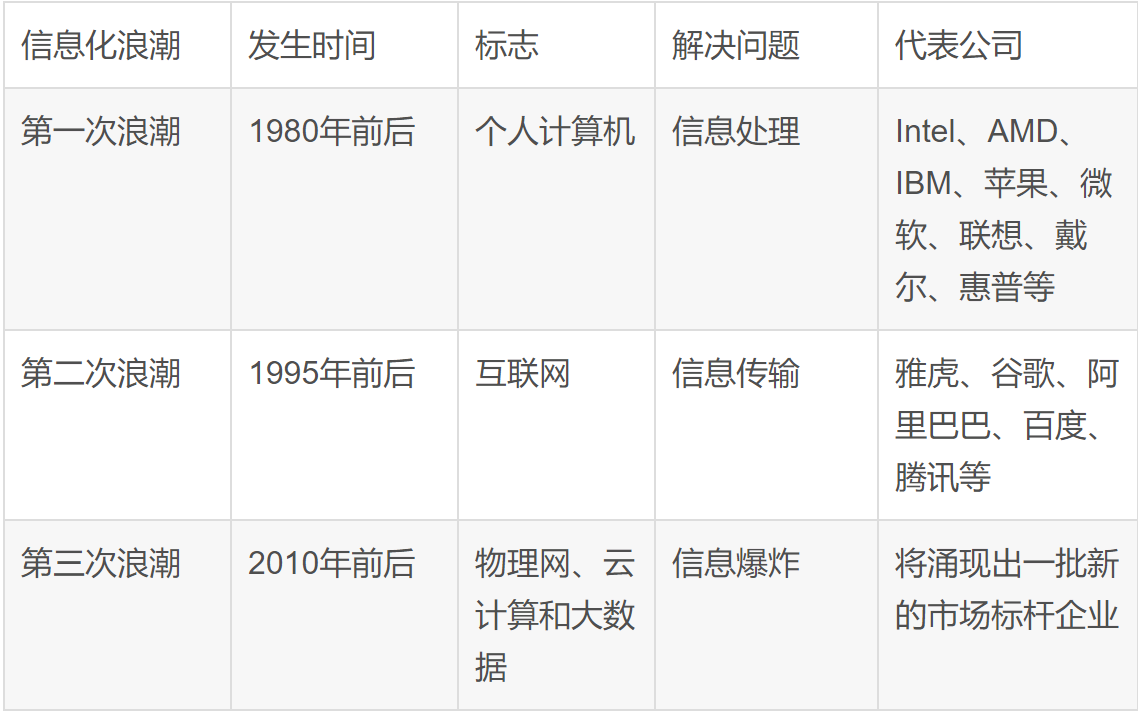 信息化浪潮 发生时间 标志 解决问题 代表公司
第一次浪潮 1980年前后 个人计算机 信息处理 Intel、AMD、
IBM、苹果、微
软、联想、戴
尔、惠普等
第二次浪潮 1995年前后 互联网 信息传输 雅虎、谷歌、阿
里巴巴、百度、
腾讯等
第三次浪潮 2010年前后 物理网、云 信息爆炸 将涌现出一批新
计算和大数 的市场标杆企业
据